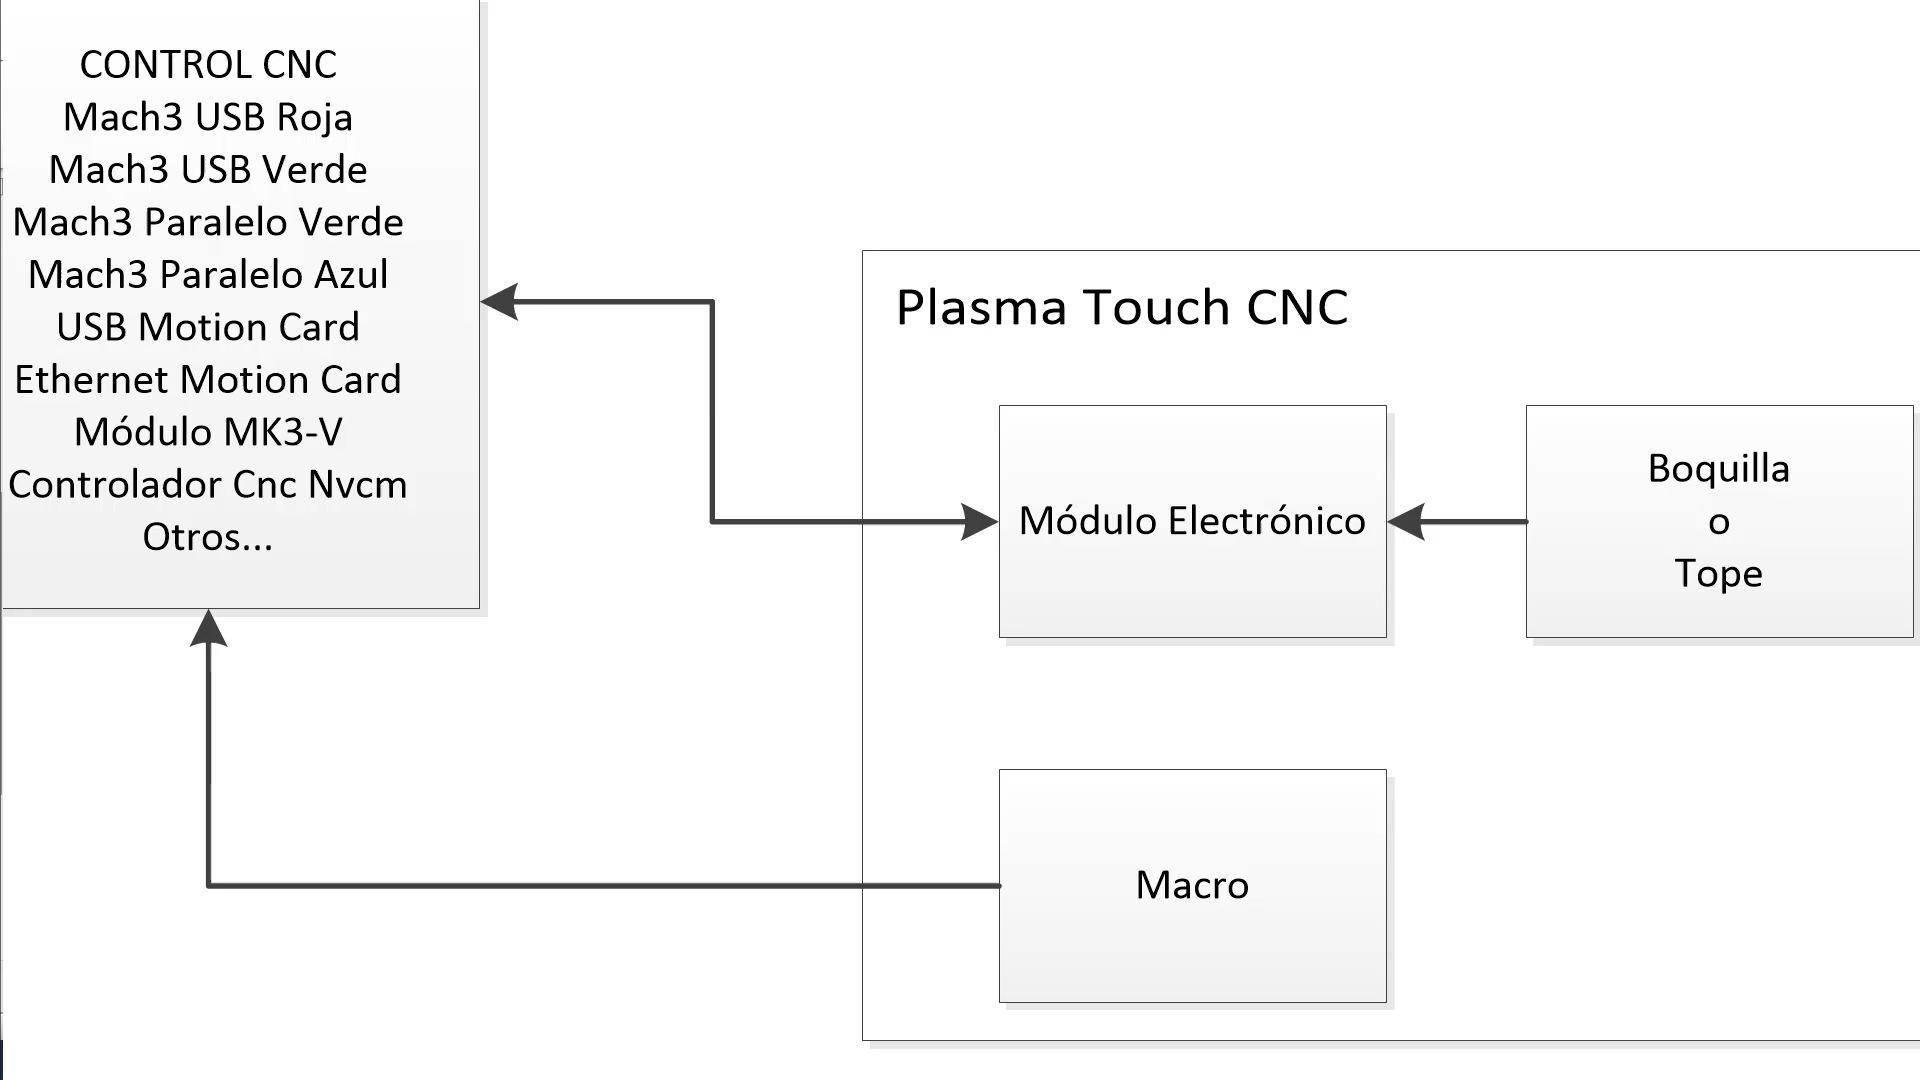 CONTROL CNC
Mach3 USB Roja
Mach3 USB Verde
Mach3 Paralelo Verde
Mach3 Paralelo Azul
USB Motion Card
Ethernet Motion Card
Módulo MK3-V
Controlador Cnc Nvcm
Otros...
Plasma Touch CNC
Módulo Electrónico
Boquilla
o
Tope
Macro